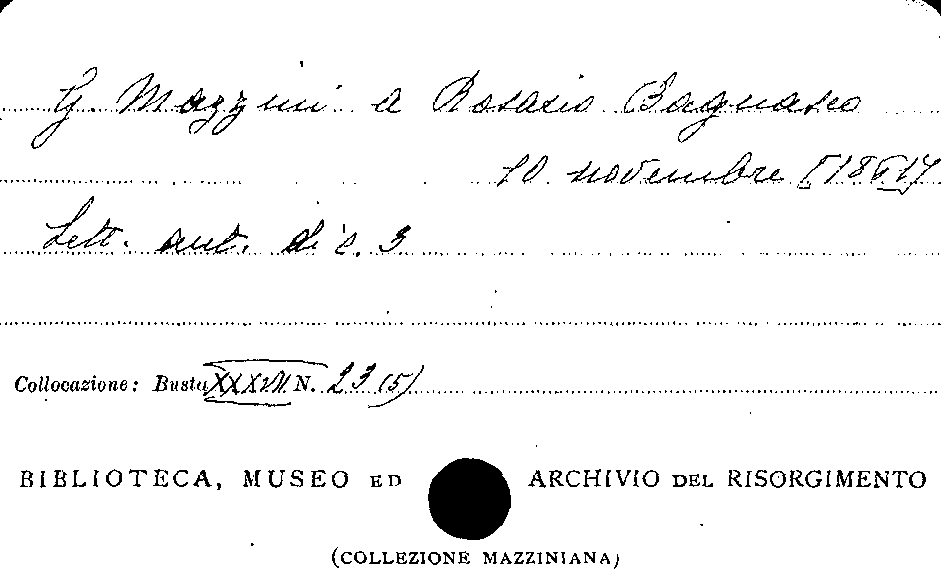 G. Mazzini a Rosario Bagnasco
10 novembre [1861]
Lett. aut. di c. 3
Collocazione: Busta XXXVII N. 23 (5)
BIBLIOTECA, MUSEO ED ARCHIVIO DEL RISORGIMENTO
(COLLEZIONE MAZZINIANA)